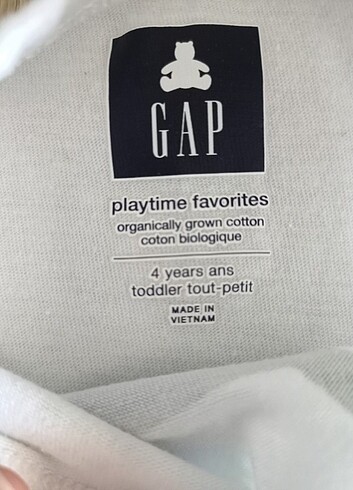 GAP
playtime favorites
organically grown cotton
coton biologique
4 years ans
toddler tout-petit
MADE IN
VIETNAM